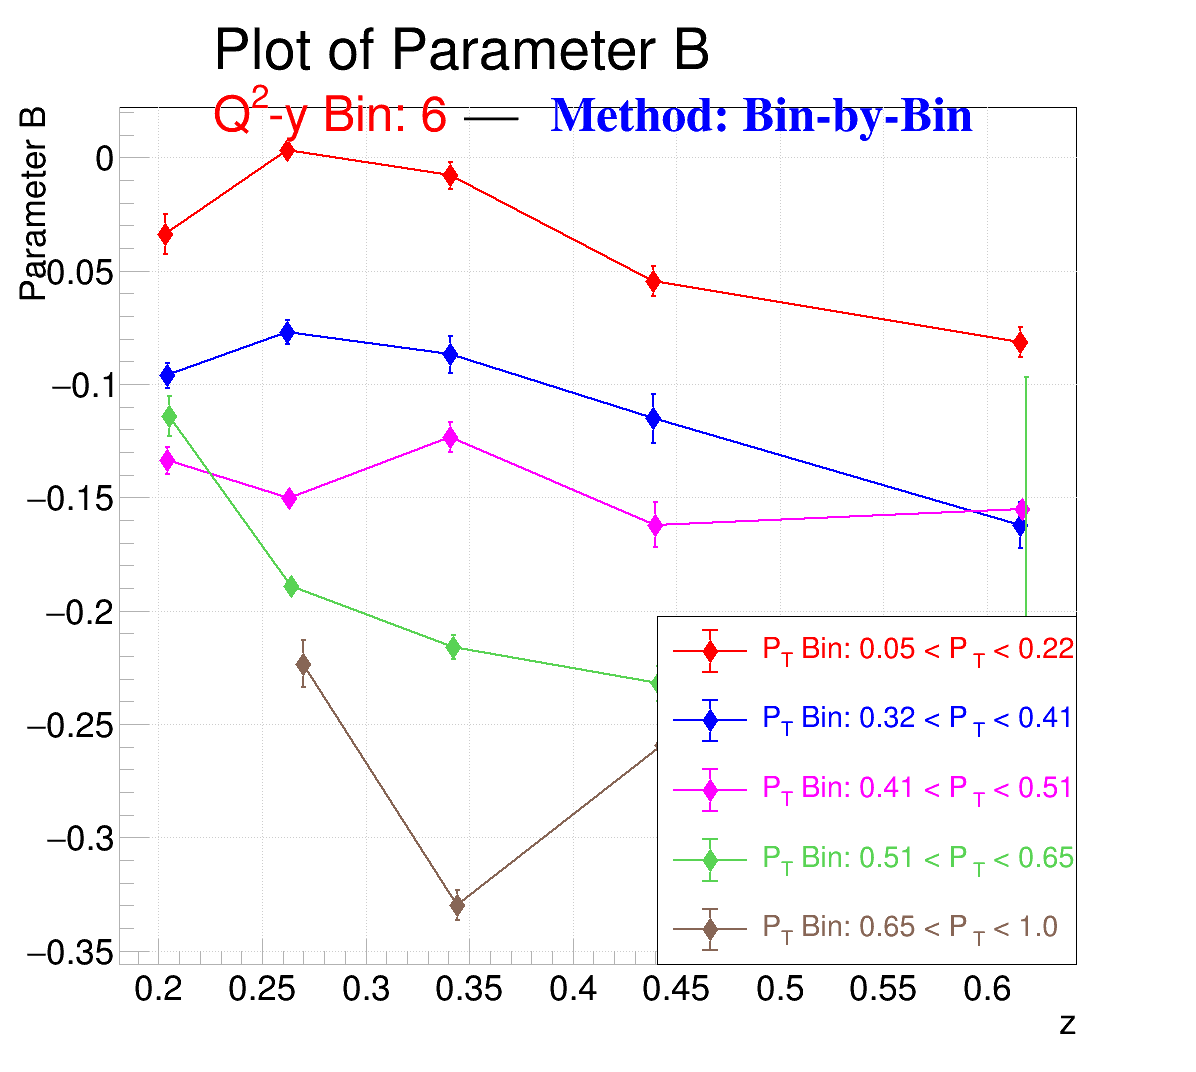 Plot of Parameter B
Q2-y Bin: 6 — Method: Bin-by-Bin
Parameter B
0
0.05
−0.1
−0.15
−0.2
−0.25
−0.3
−0.35
PT Bin: 0.05 < PT < 0.22
PT Bin: 0.32 < PT < 0.41
PT Bin: 0.41 < PT < 0.51
PT Bin: 0.51 < PT < 0.65
PT Bin: 0.65 < PT < 1.0
0.2 0.25 0.3 0.35 0.4 0.45 0.5 0.55 0.6
z